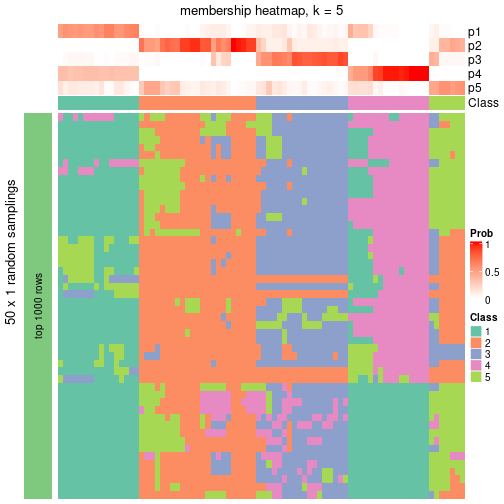 membership heatmap, k = 5
p1
p2
p3
p4
p5
Class
50 x 1 random samplings
top 1000 rows
Prob
1
0.5
0
Class
1
2
3
4
5